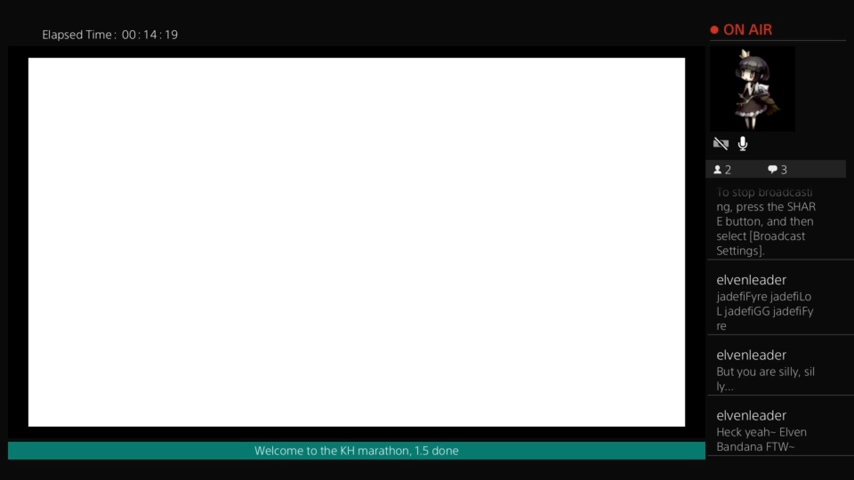 Elapsed Time: 00:14:19
ON AIR
2 3
To stop broadcasti
ng, press the SHAR
E button, and then
select [Broadcast
Settings].
elvenleader
jadefiFyre jadefiLo
L jadefiGG jadefiFy
re
elvenleader
But you are silly, sil
ly...
elvenleader
Heck yeah~ Elven
Bandana FTW~
Welcome to the KH marathon, 1.5 done